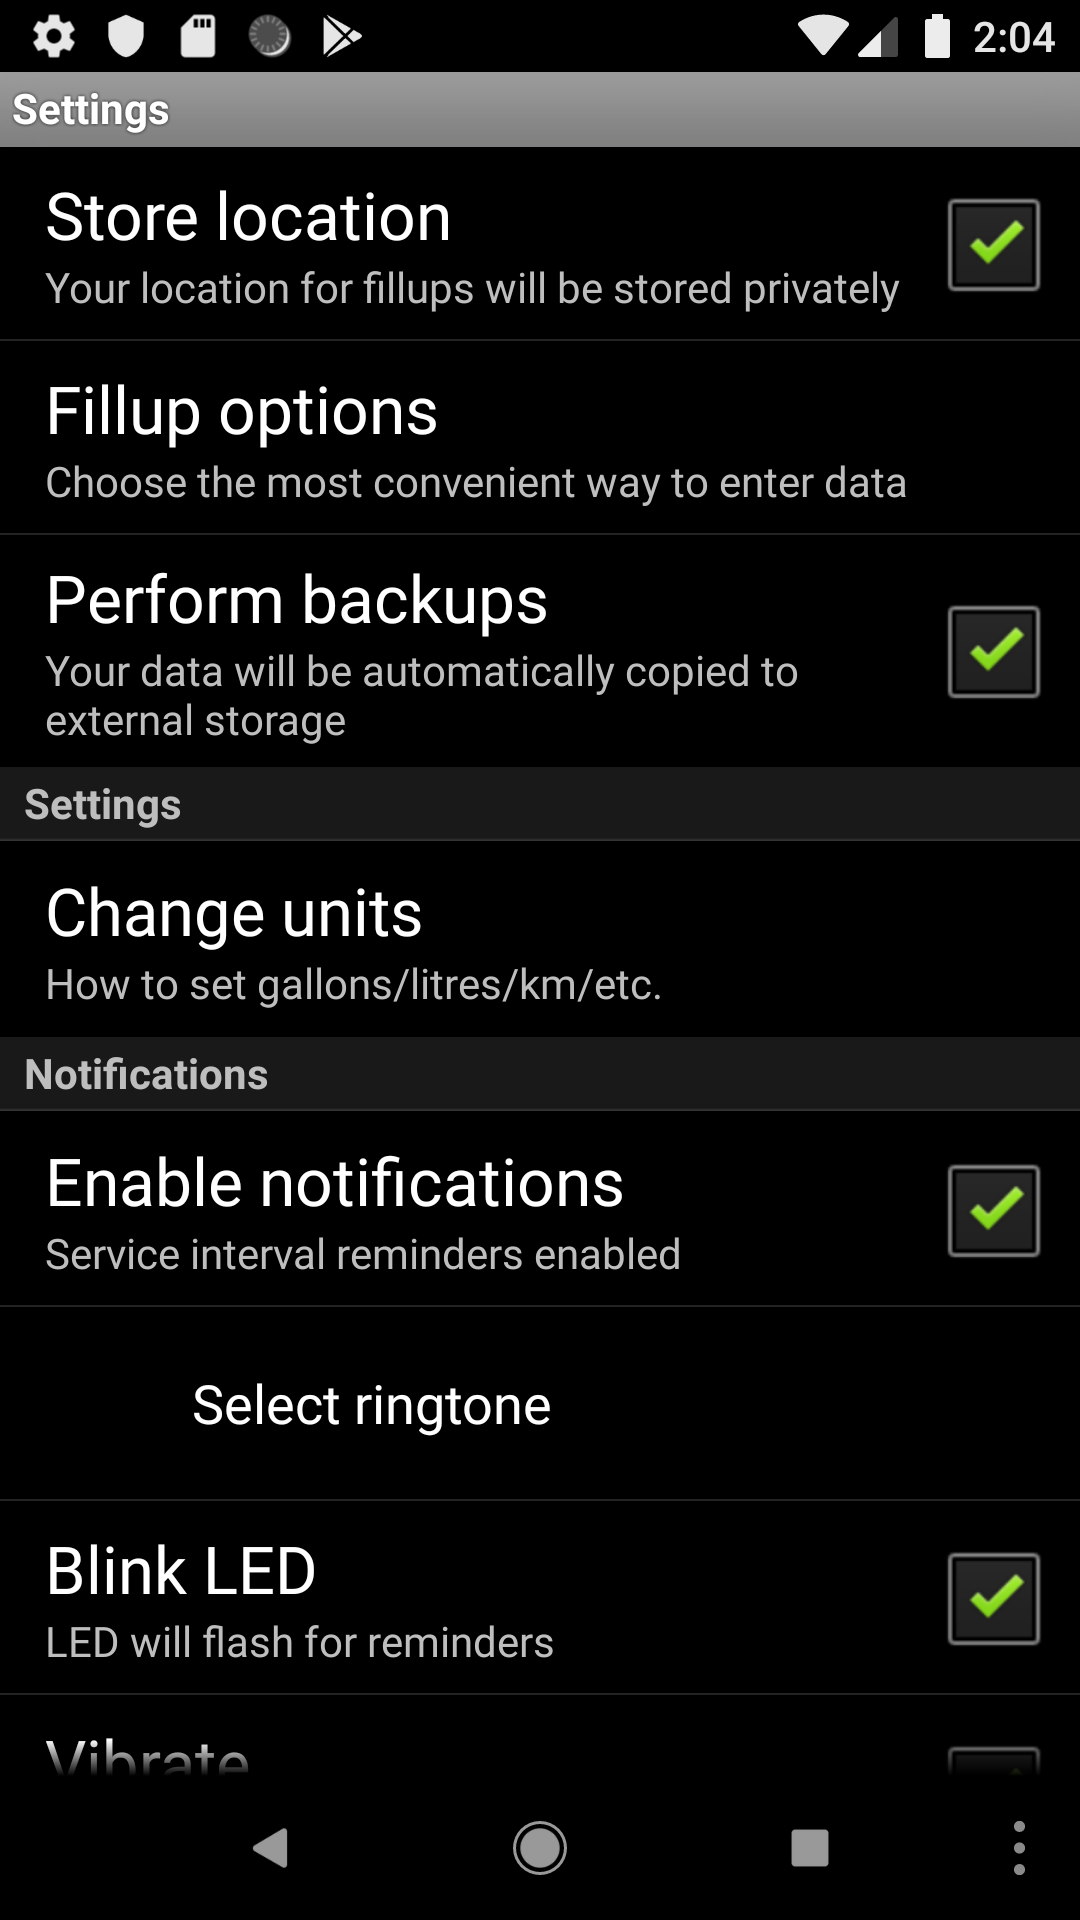 2:04
Settings
Store location
Your location for fillups will be stored privately
Fillup options
Choose the most convenient way to enter data
Perform backups
Your data will be automatically copied to
external storage
Settings
Change units
How to set gallons/litres/km/etc.
Notifications
Enable notifications
Service interval reminders enabled
Select ringtone
Blink LED
LED will flash for reminders
Vibrate